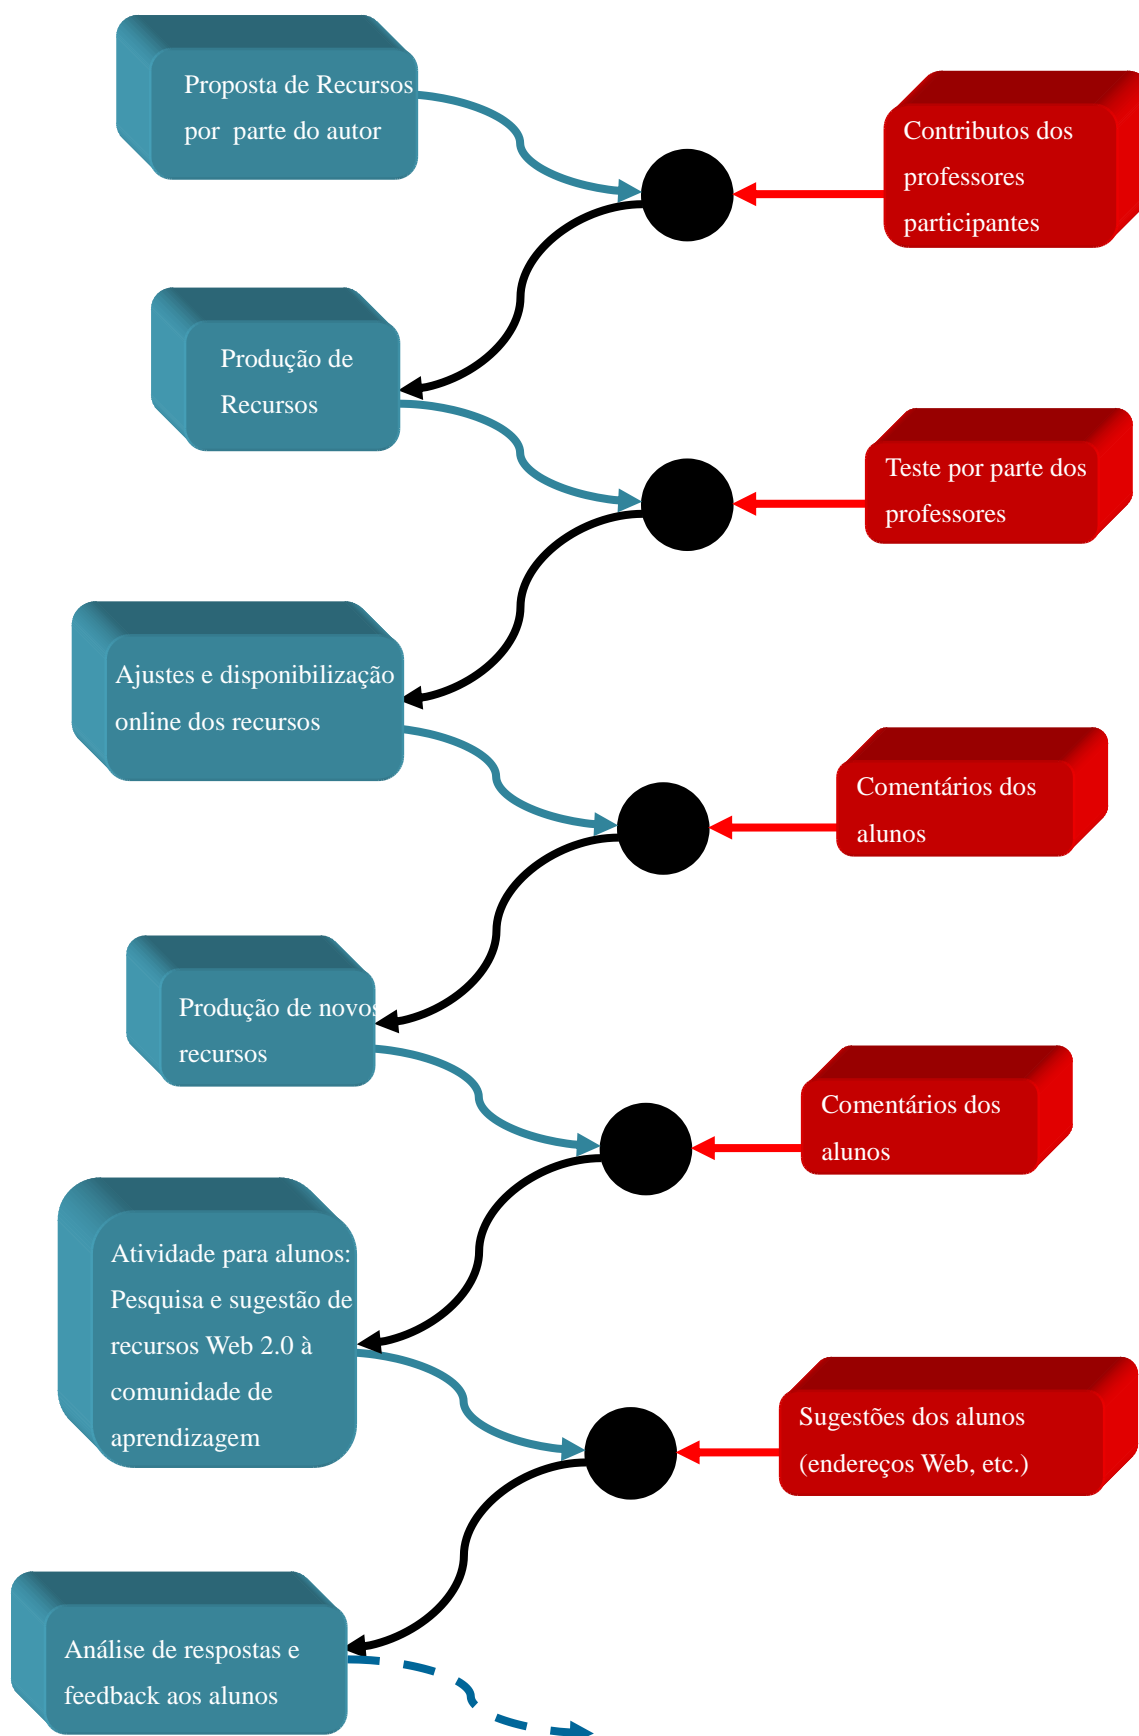 Proposta de Recursos
por parte do autor
Contributos dos
professores
participantes
Produção de
Recursos
Teste por parte dos
professores
Ajustes e disponibilização
online dos recursos
Comentários dos
alunos
Produção de novos
recursos
Comentários dos
alunos
Atividade para alunos:
Pesquisa e sugestão de
recursos Web 2.0 à
comunidade de
aprendizagem
Sugestões dos alunos
(endereços Web, etc.)
Análise de respostas e
feedback aos alunos